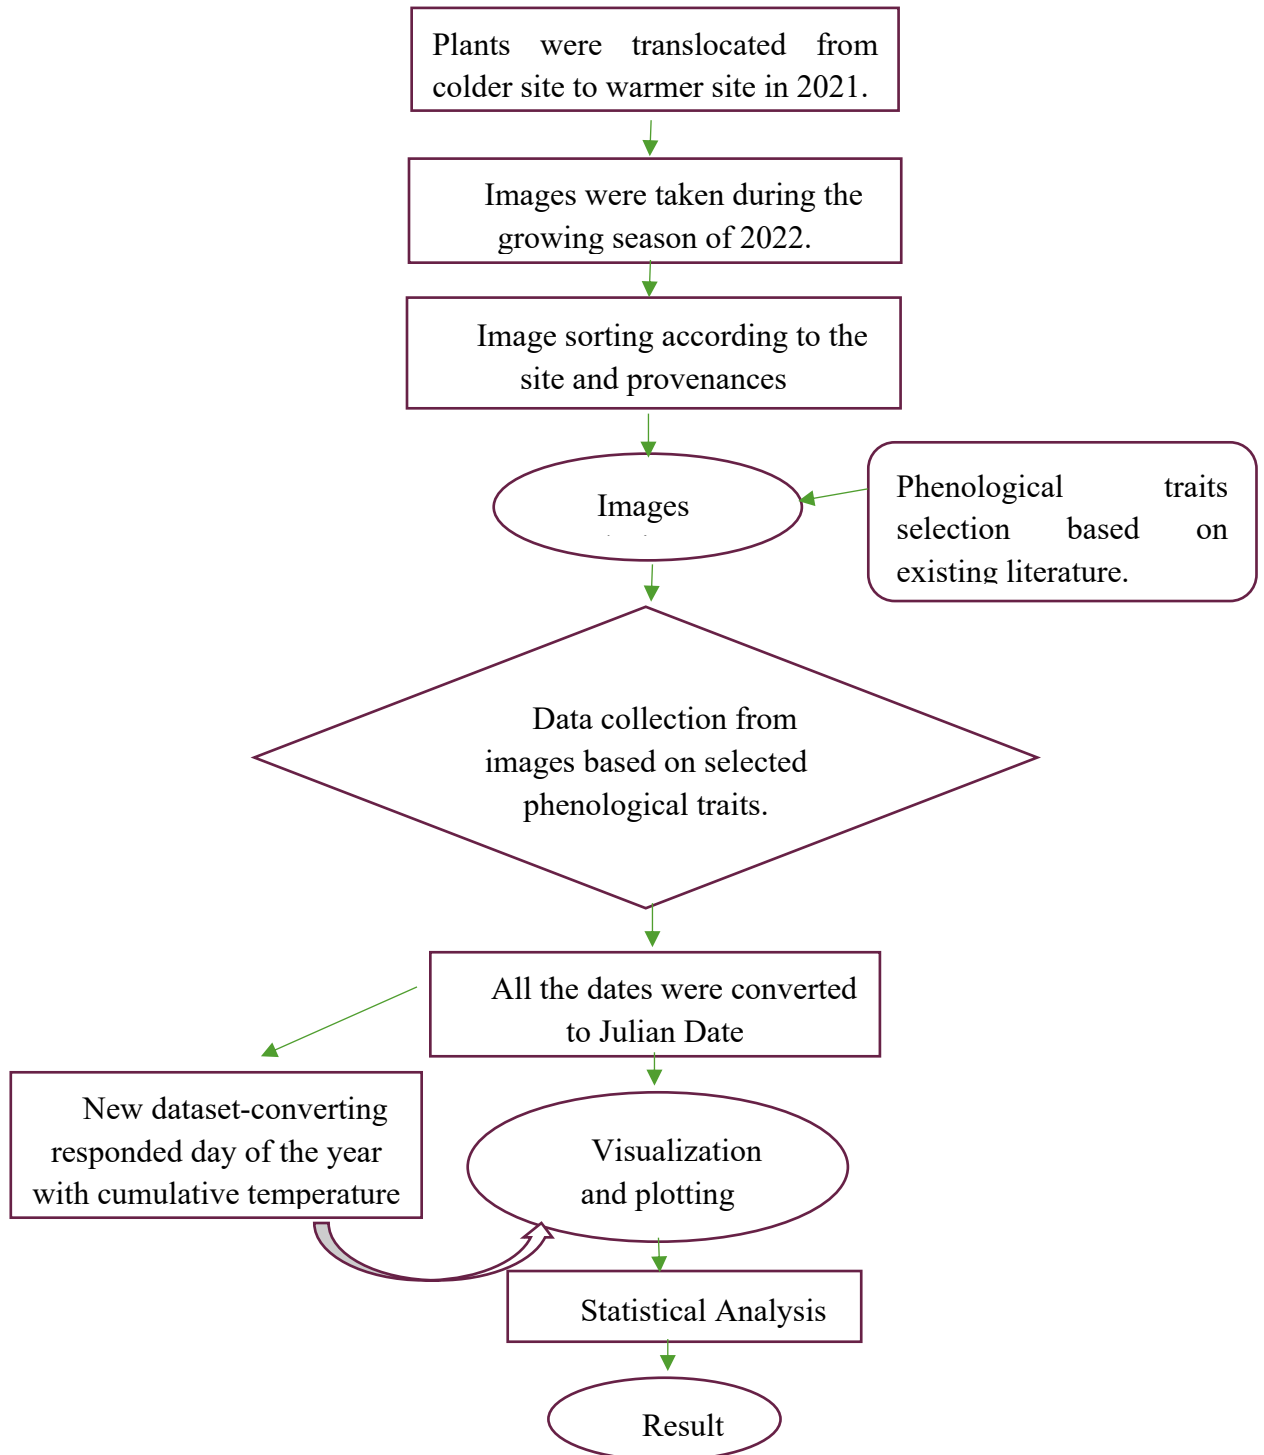 Plants were translocated from
colder site to warmer site in 2021.
Images were taken during the
growing season of 2022.
Image sorting according to the
site and provenances
Images
Phenological traits
selection based on
existing literature.
Data collection from
images based on selected
phenological traits.
All the dates were converted
to Julian Date
New dataset-converting
responded day of the year
with cumulative temperature
Visualization
and plotting
Statistical Analysis
Result